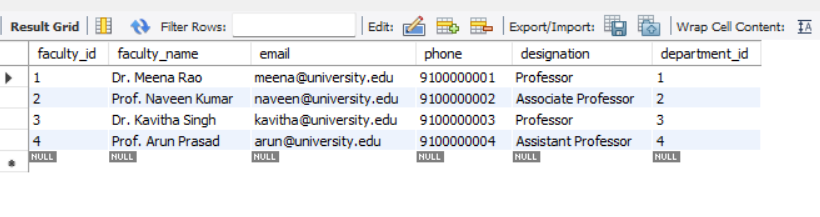 Result Grid Filter Rows: Edit: Export/Import: Wrap Cell Content: IA
faculty_id faculty_name email phone designation department_id
1 Dr. Meena Rao meena@university.edu 9100000001 Professor 1
2 Prof. Naveen Kumar naveen@university.edu 9100000002 Associate Professor 2
3 Dr. Kavitha Singh kavitha@university.edu 9100000003 Professor 3
4 Prof. Arun Prasad arun@university.edu 9100000004 Assistant Professor 4
NULL NULL NULL NULL NULL NULL